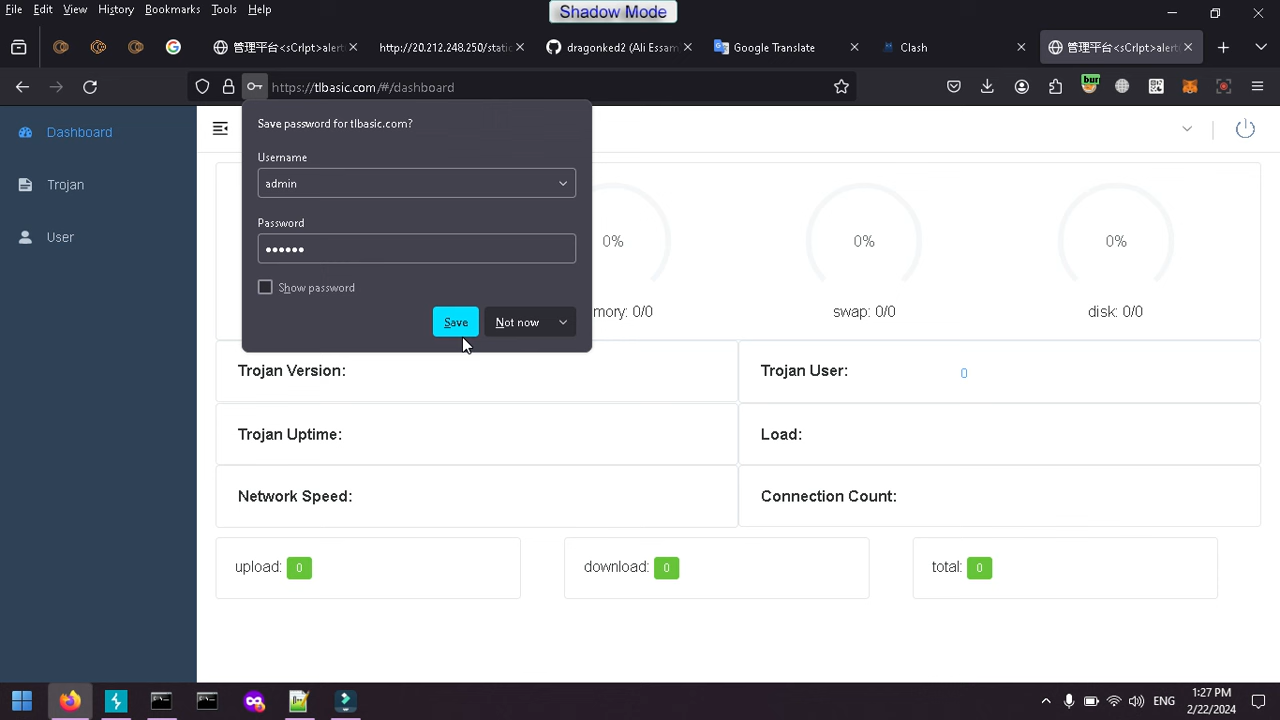 File Edit View History Bookmarks Tools Help
Shadow Mode
管理平台<sCrIpt>alert
http://20.212.248.250/stati
dragonked2 (Ali Essam
Google Translate
Clash
管理平台<sCrIpt>alert
https://tlbasic.com/#/dashboard
bur
Dashboard
Trojan
User
Save password for tlbasic.com?
Username
admin
Password
••••••
Show password
Save
Not now
0%
0%
0%
mory: 0/0
swap: 0/0
disk: 0/0
Trojan Version:
Trojan User:
0
Trojan Uptime:
Load:
Network Speed:
Connection Count:
upload: 0
download: 0
total: 0
ENG
1:27 PM
2/22/2024